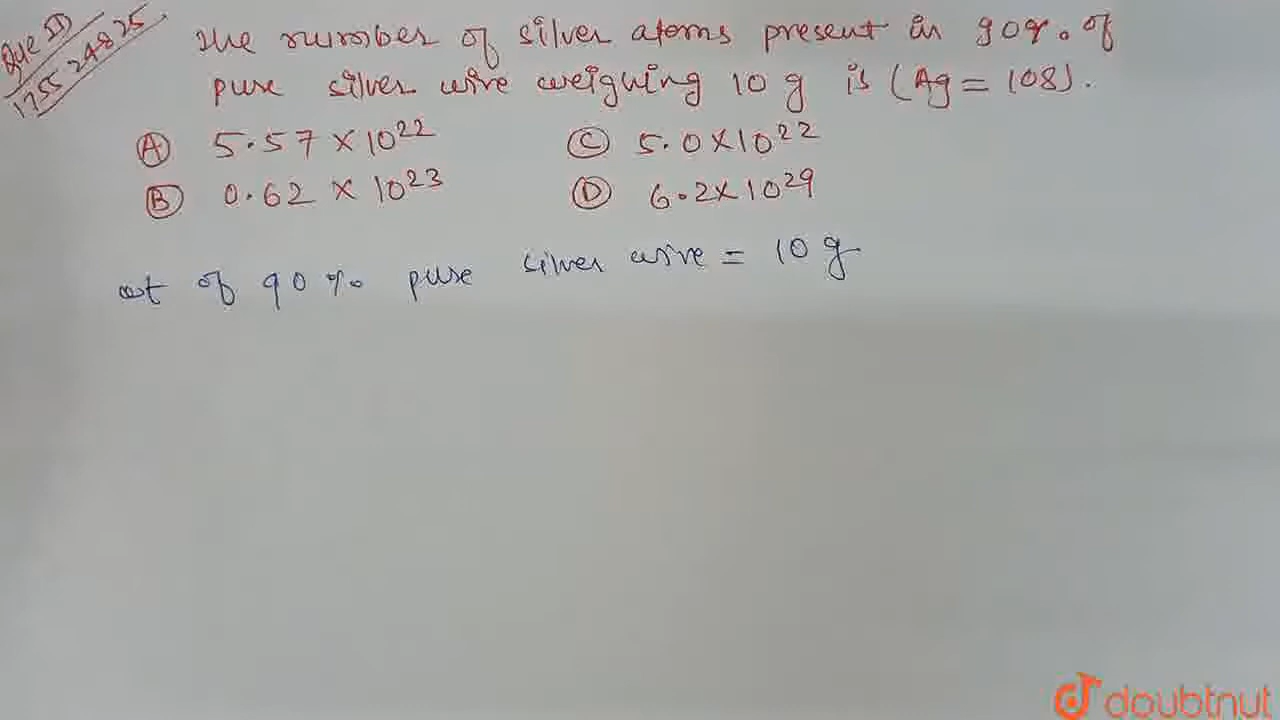 Que ID
175524825
The number of silver atoms present in 90%. of
pure silver wire weighing 10 g is (Ag = 108).
(A) 5.57 × 10²²
(C) 5.0 × 10²²
(B) 0.62 × 10²³
(D) 6.2 × 10²⁹
wt of 90% pure silver wire = 10 g
doubtnut